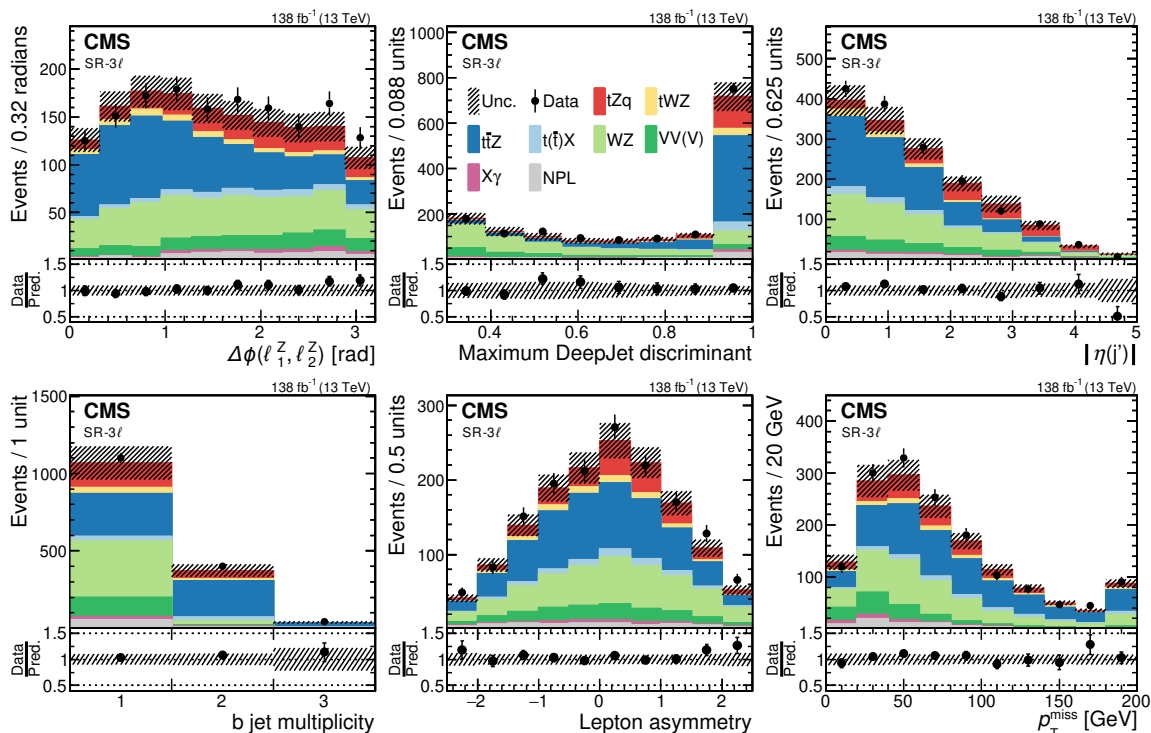 138 fb⁻¹ (13 TeV)
CMS
SR-3ℓ
Events / 0.32 radians
200
150
100
50
Data
Pred.
1.5
1
0.5
0 1 2 3
Δϕ(ℓ₁ᶻ, ℓ₂ᶻ) [rad]
138 fb⁻¹ (13 TeV)
CMS
SR-3ℓ
Events / 0.088 units
1000
800
600
400
200
Unc. Data tZq tWZ
tt̄Z t(t̄)X WZ VV(V)
Xγ NPL
Data
Pred.
1.5
1
0.5
0.4 0.6 0.8 1
Maximum DeepJet discriminant
138 fb⁻¹ (13 TeV)
CMS
SR-3ℓ
Events / 0.625 units
500
400
300
200
100
Data
Pred.
1.5
1
0.5
0 1 2 3 4 5
|η(j')|
138 fb⁻¹ (13 TeV)
CMS
SR-3ℓ
Events / 1 unit
1500
1000
500
Data
Pred.
1.5
1
0.5
1 2 3
b jet multiplicity
138 fb⁻¹ (13 TeV)
CMS
SR-3ℓ
Events / 0.5 units
300
200
100
Data
Pred.
1.5
1
0.5
−2 −1 0 1 2
Lepton asymmetry
138 fb⁻¹ (13 TeV)
CMS
SR-3ℓ
Events / 20 GeV
400
300
200
100
0
Data
Pred.
1.5
1
0.5
0 50 100 150 200
p_T^miss [GeV]